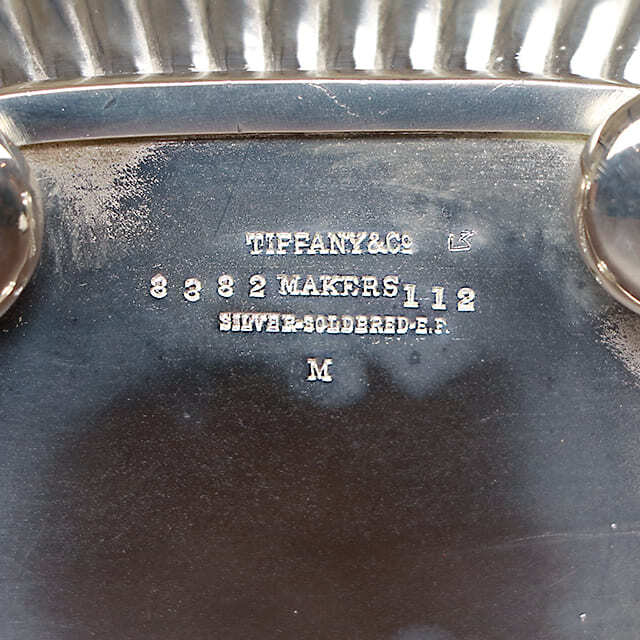 TIFFANY&Co
8382 MAKERS 112
SILVER-SOLDERED-E.P.
M